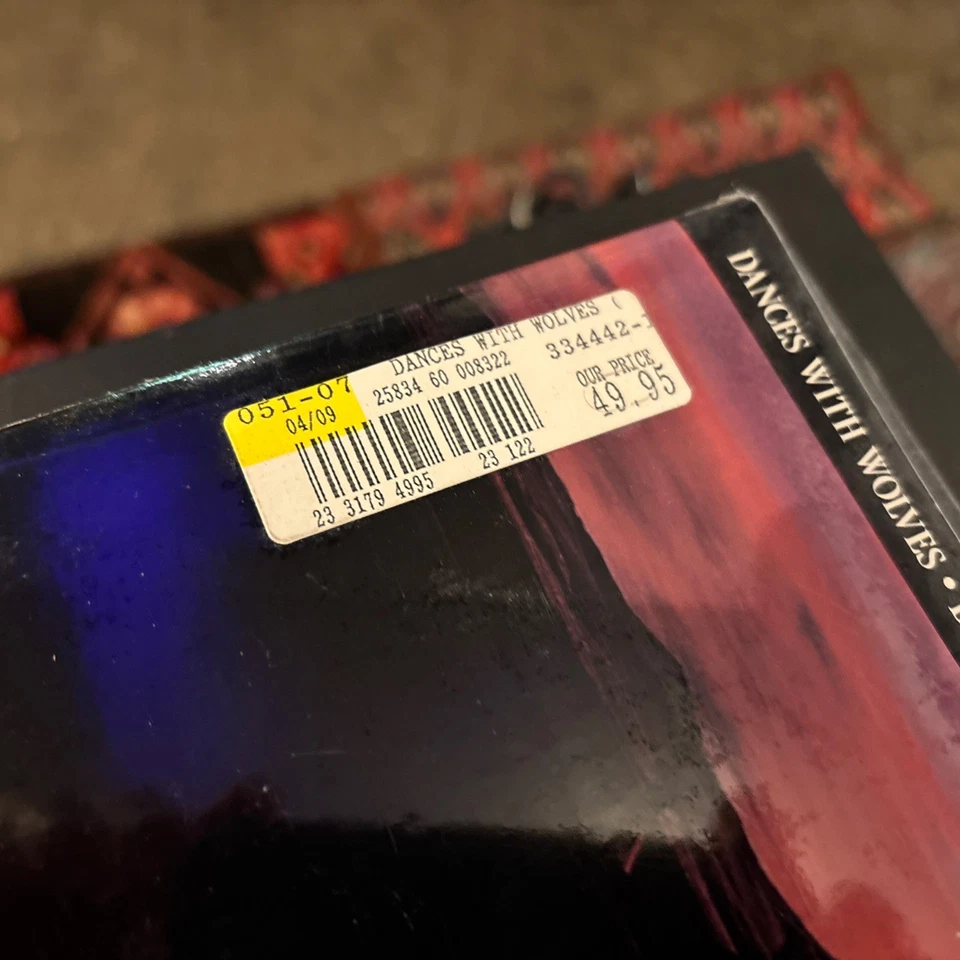 DANCES WITH WOLVES (
334442-
051-07
04/09
25834 60 008322
OUR PRICE
49.95
23 3179 4995
23 122
DANCES WITH WOLVES •